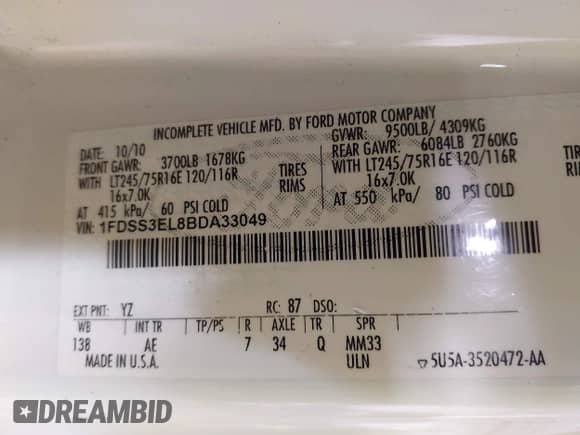 INCOMPLETE VEHICLE MFD. BY FORD MOTOR COMPANY
DATE: 10/10 GVWR: 9500LB/ 4309KG
FRONT GAWR: 3700LB 1678KG REAR GAWR: 6084LB 2760KG
WITH LT245/75R16E 120/116R TIRES WITH LT245/75R16E 120/116R TIRES
16x7.0K RIMS 16x7.0K RIMS
AT 415 kPa/ 60 PSI COLD AT 550 kPa/ 80 PSI COLD
VIN: 1FDSS3EL8BDA33049
EXT PNT: YZ RC: 87 DSO:
WB INT TR TP/PS R AXLE TR SPR
138 AE 7 34 Q MM33
MADE IN U.S.A. ULN ▽5U5A-3520472-AA
DREAMBID